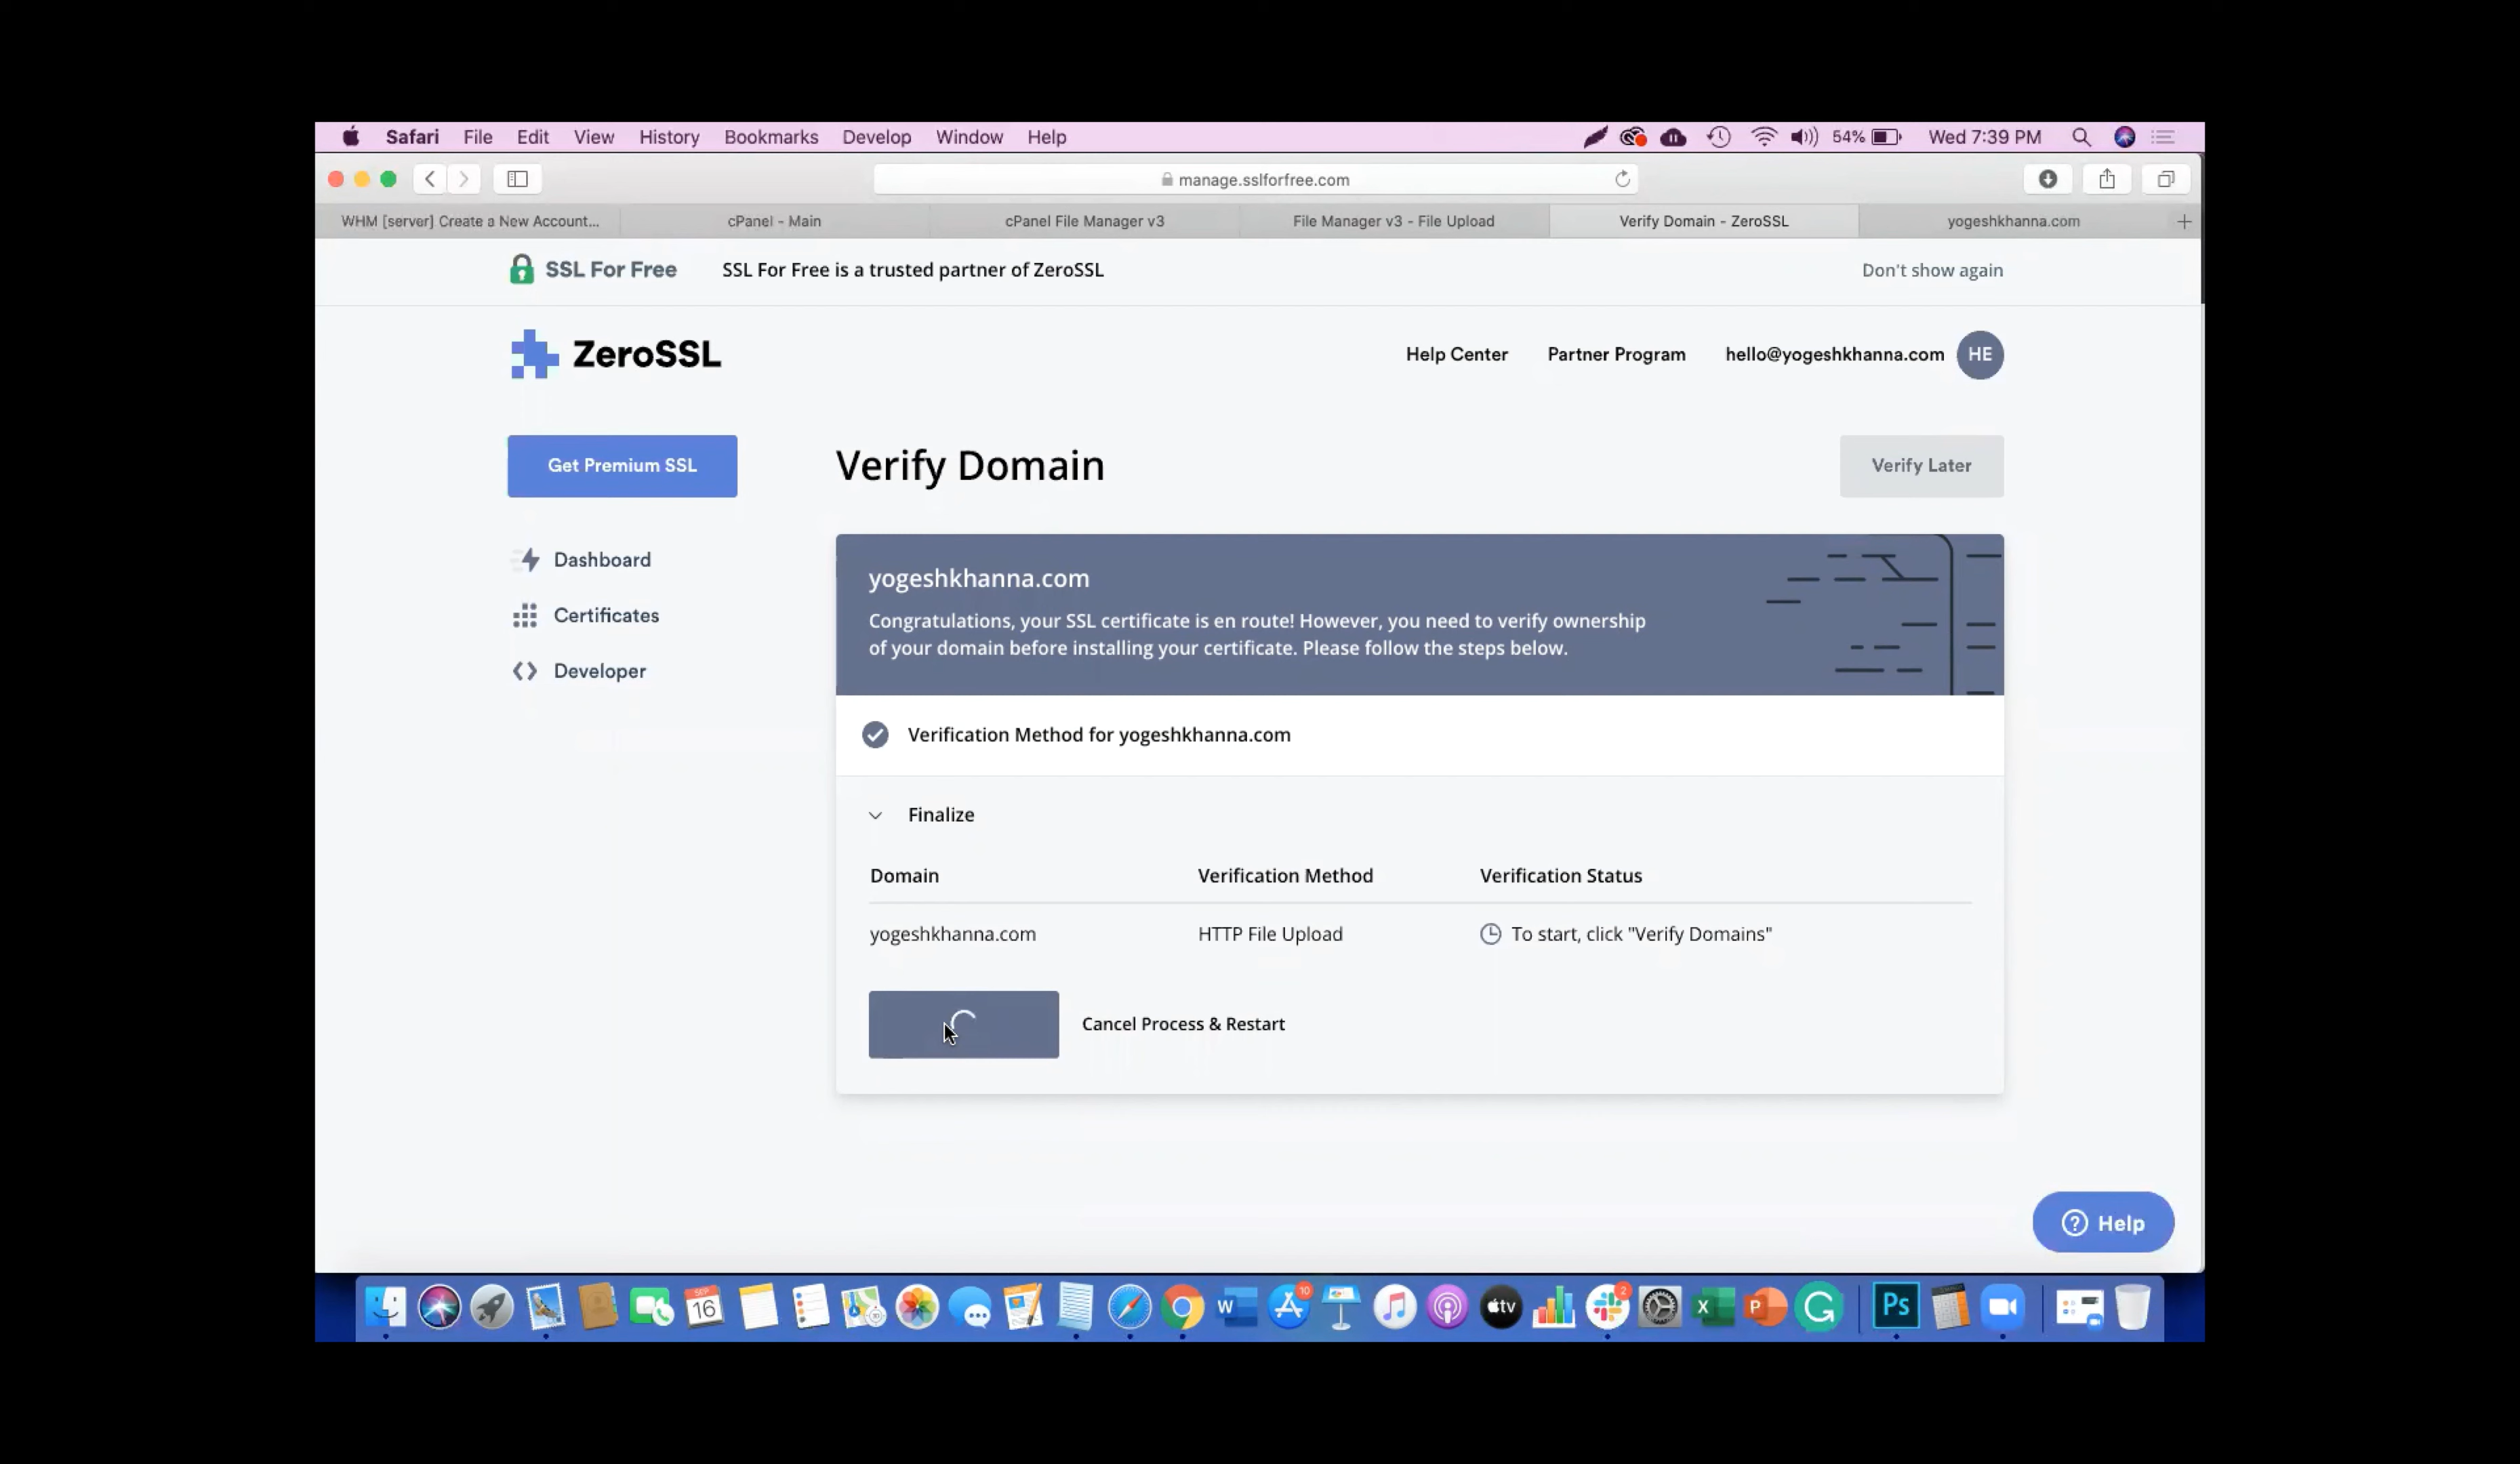 Safari File Edit View History Bookmarks Develop Window Help 54% Wed 7:39 PM
manage.sslforfree.com
WHM [server] Create a New Account... cPanel - Main cPanel File Manager v3 File Manager v3 - File Upload Verify Domain - ZeroSSL yogeshkhanna.com
SSL For Free SSL For Free is a trusted partner of ZeroSSL Don't show again
ZeroSSL Help Center Partner Program hello@yogeshkhanna.com HE
Get Premium SSL Verify Domain Verify Later
Dashboard
Certificates
Developer
yogeshkhanna.com
Congratulations, your SSL certificate is en route! However, you need to verify ownership
of your domain before installing your certificate. Please follow the steps below.
Verification Method for yogeshkhanna.com
Finalize
Domain Verification Method Verification Status
yogeshkhanna.com HTTP File Upload To start, click "Verify Domains"
Cancel Process & Restart
? Help
SEP
16 W 10 tv 2 X P G Ps